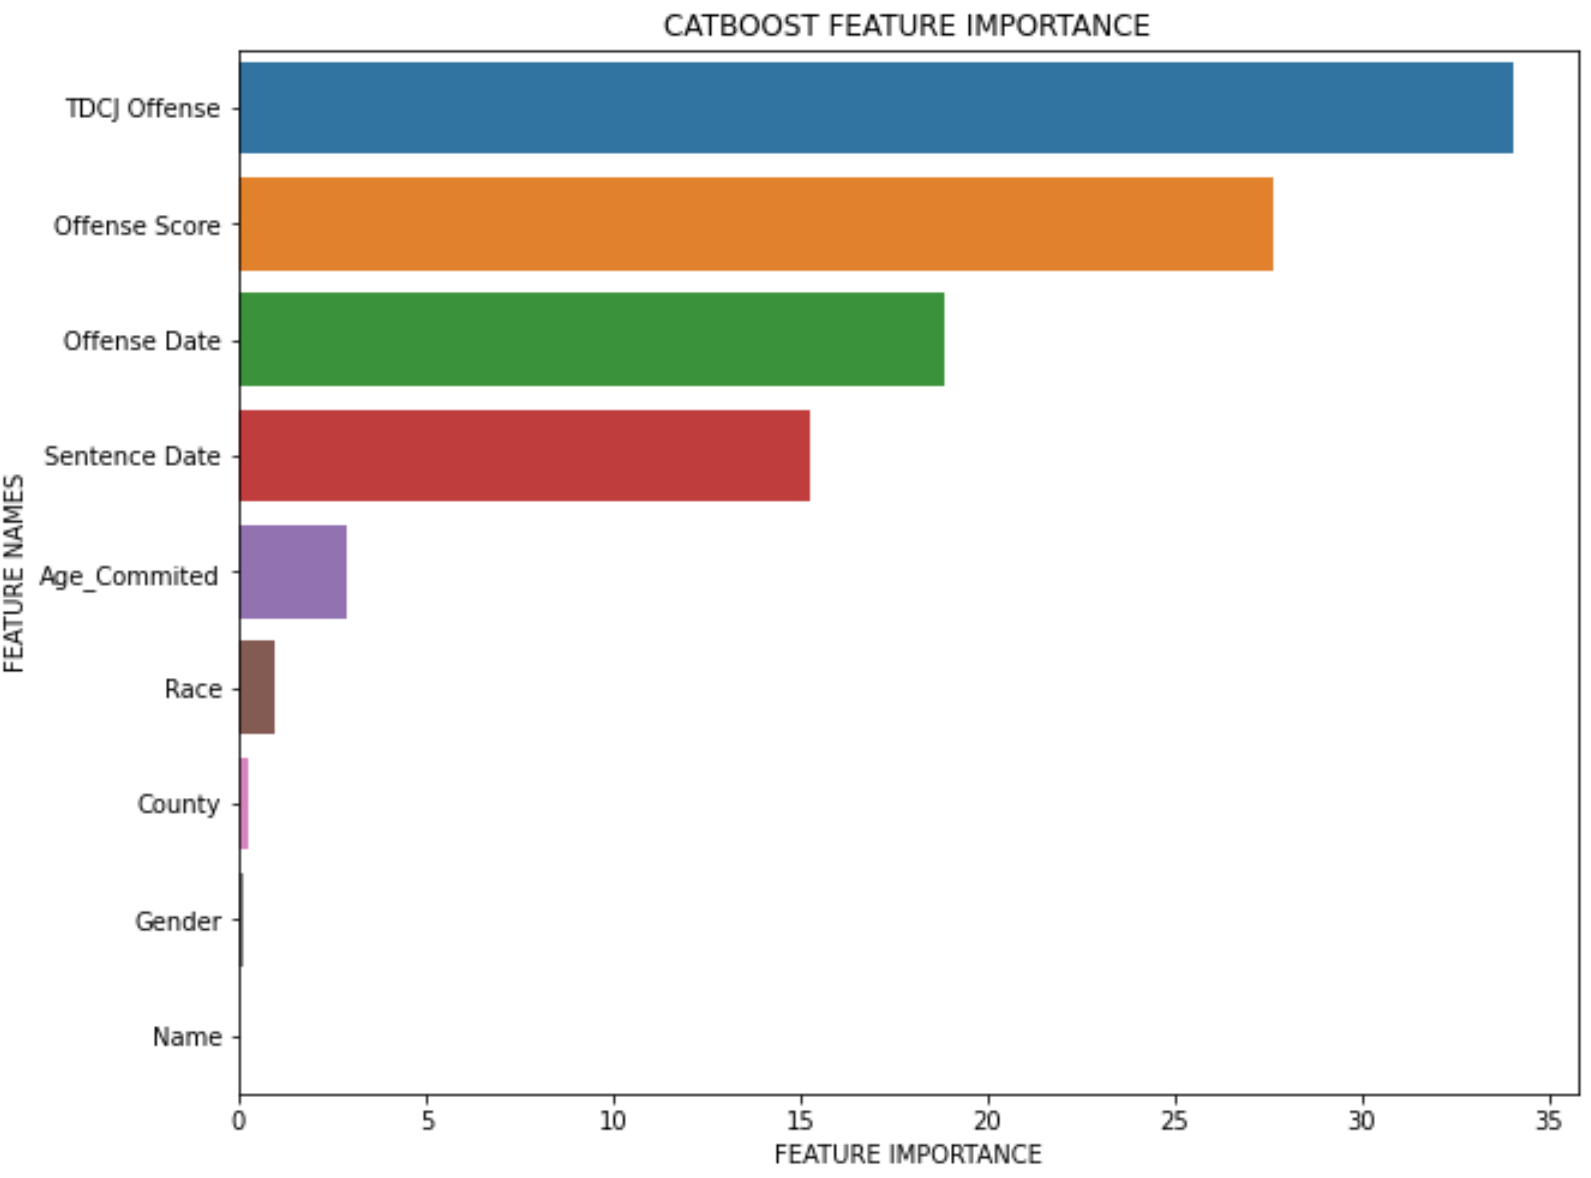 CATBOOST FEATURE IMPORTANCE
FEATURE NAMES
TDCJ Offense
Offense Score
Offense Date
Sentence Date
Age_Commited
Race
County
Gender
Name
0 5 10 15 20 25 30 35
FEATURE IMPORTANCE